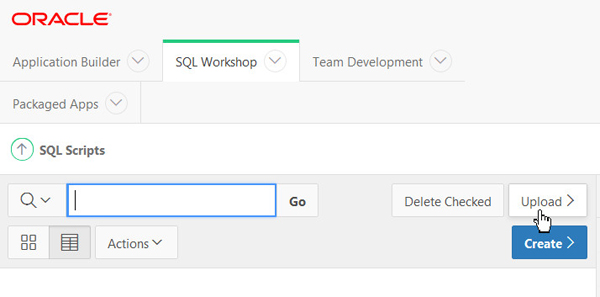 ORACLE
Application Builder SQL Workshop Team Development
Packaged Apps
SQL Scripts
Go Delete Checked Upload
Actions Create